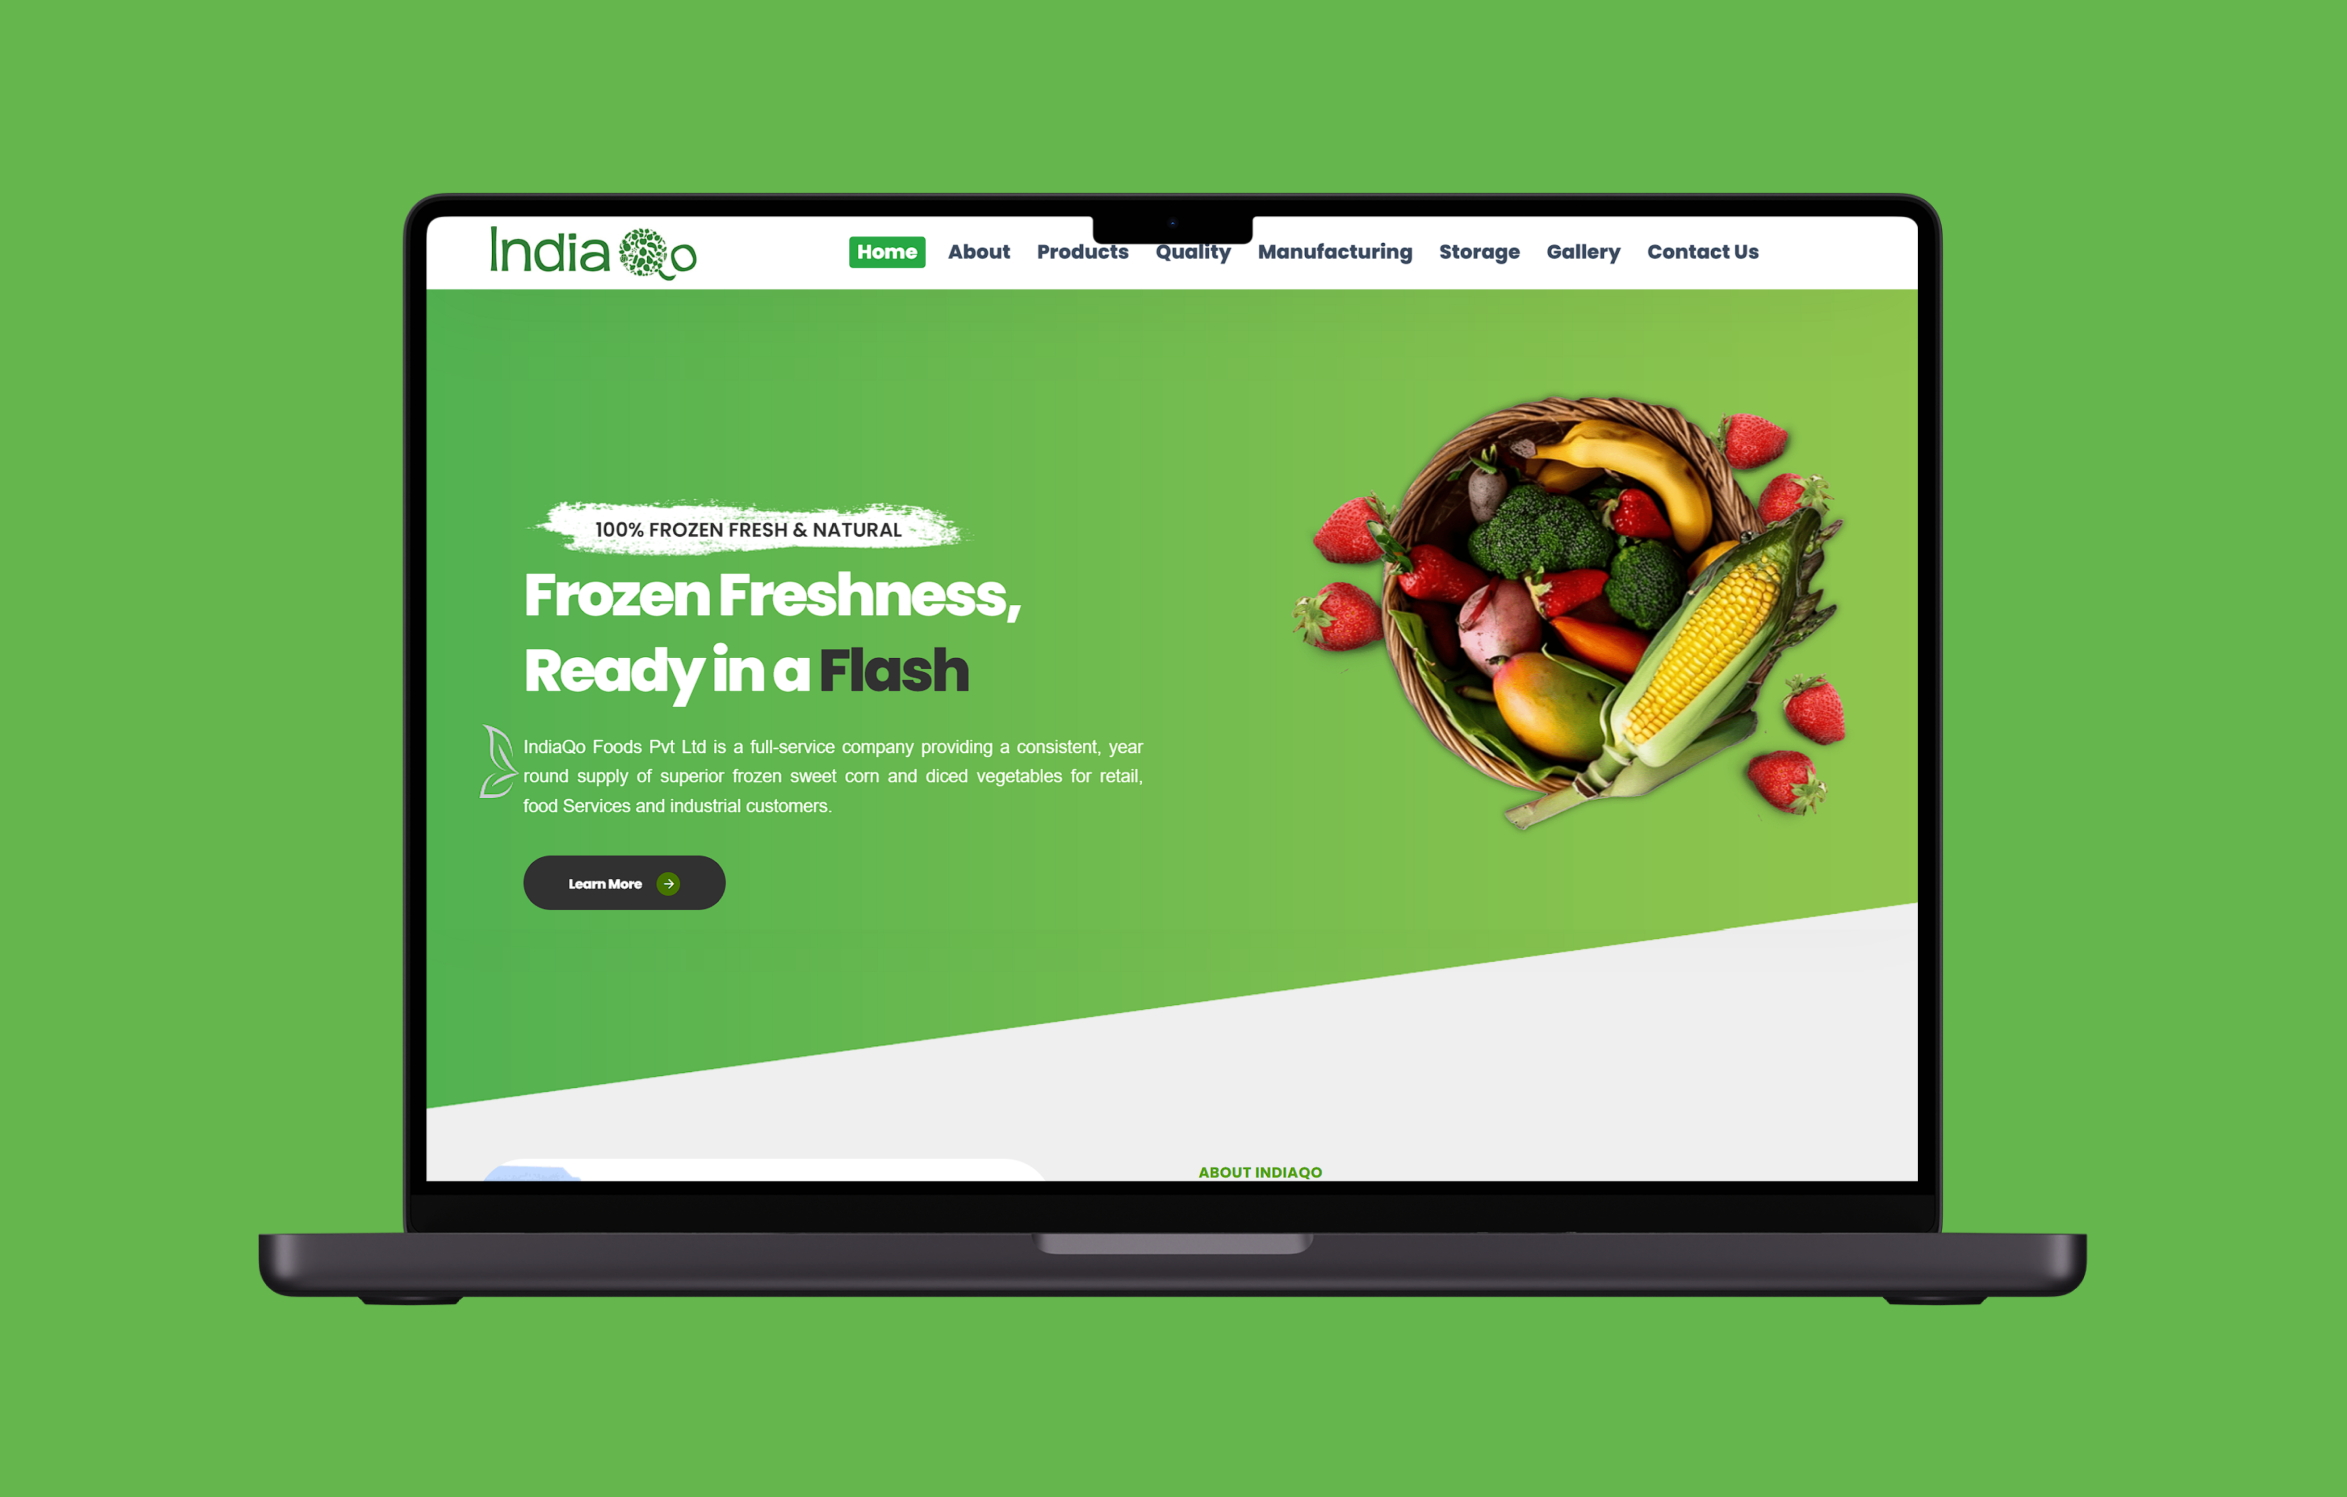 IndiaQo
Home About Products Quality Manufacturing Storage Gallery Contact Us
100% FROZEN FRESH & NATURAL
Frozen Freshness,
Ready in a Flash
IndiaQo Foods Pvt Ltd is a full-service company providing a consistent, year
round supply of superior frozen sweet corn and diced vegetables for retail,
food Services and industrial customers.
Learn More
ABOUT INDIAQO